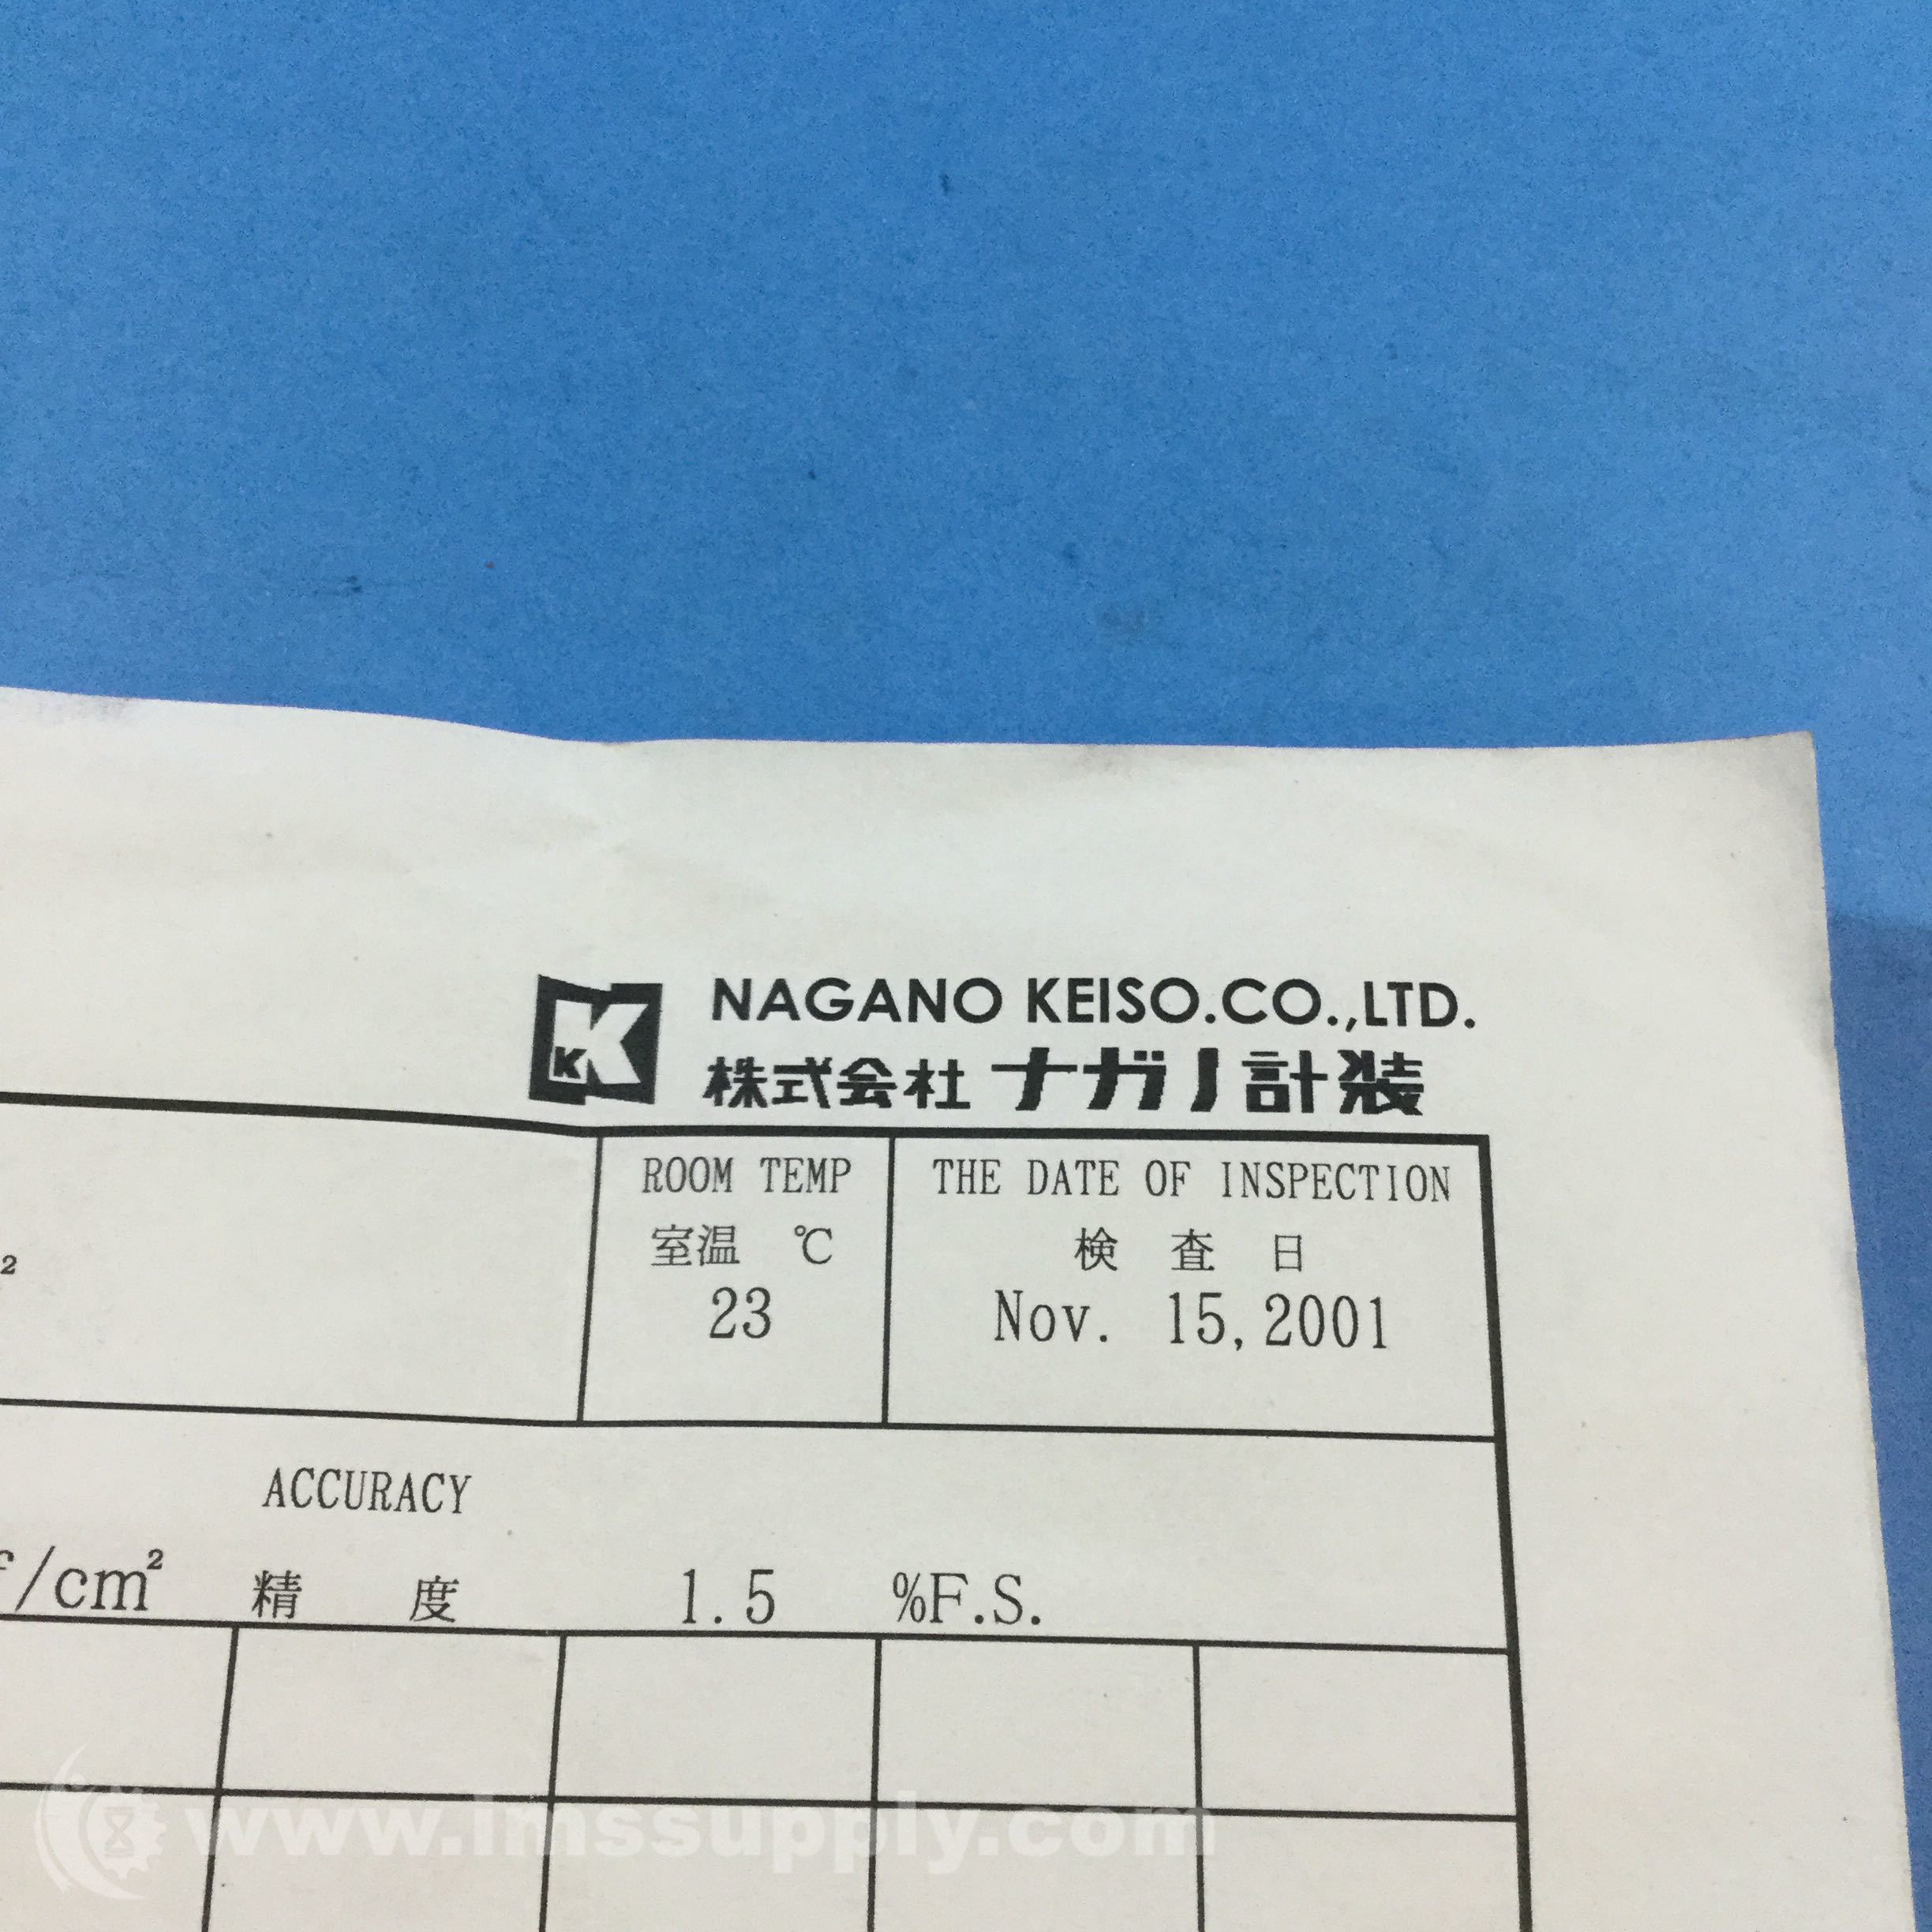 K K
NAGANO KEISO.CO.,LTD.
株式会社 ナガノ計装
ROOM TEMP
室温 ℃
23
THE DATE OF INSPECTION
検 査 日
Nov. 15,2001
2
ACCURACY
f/cm²
精 度 1.5 %F.S.
www.imssupply.com